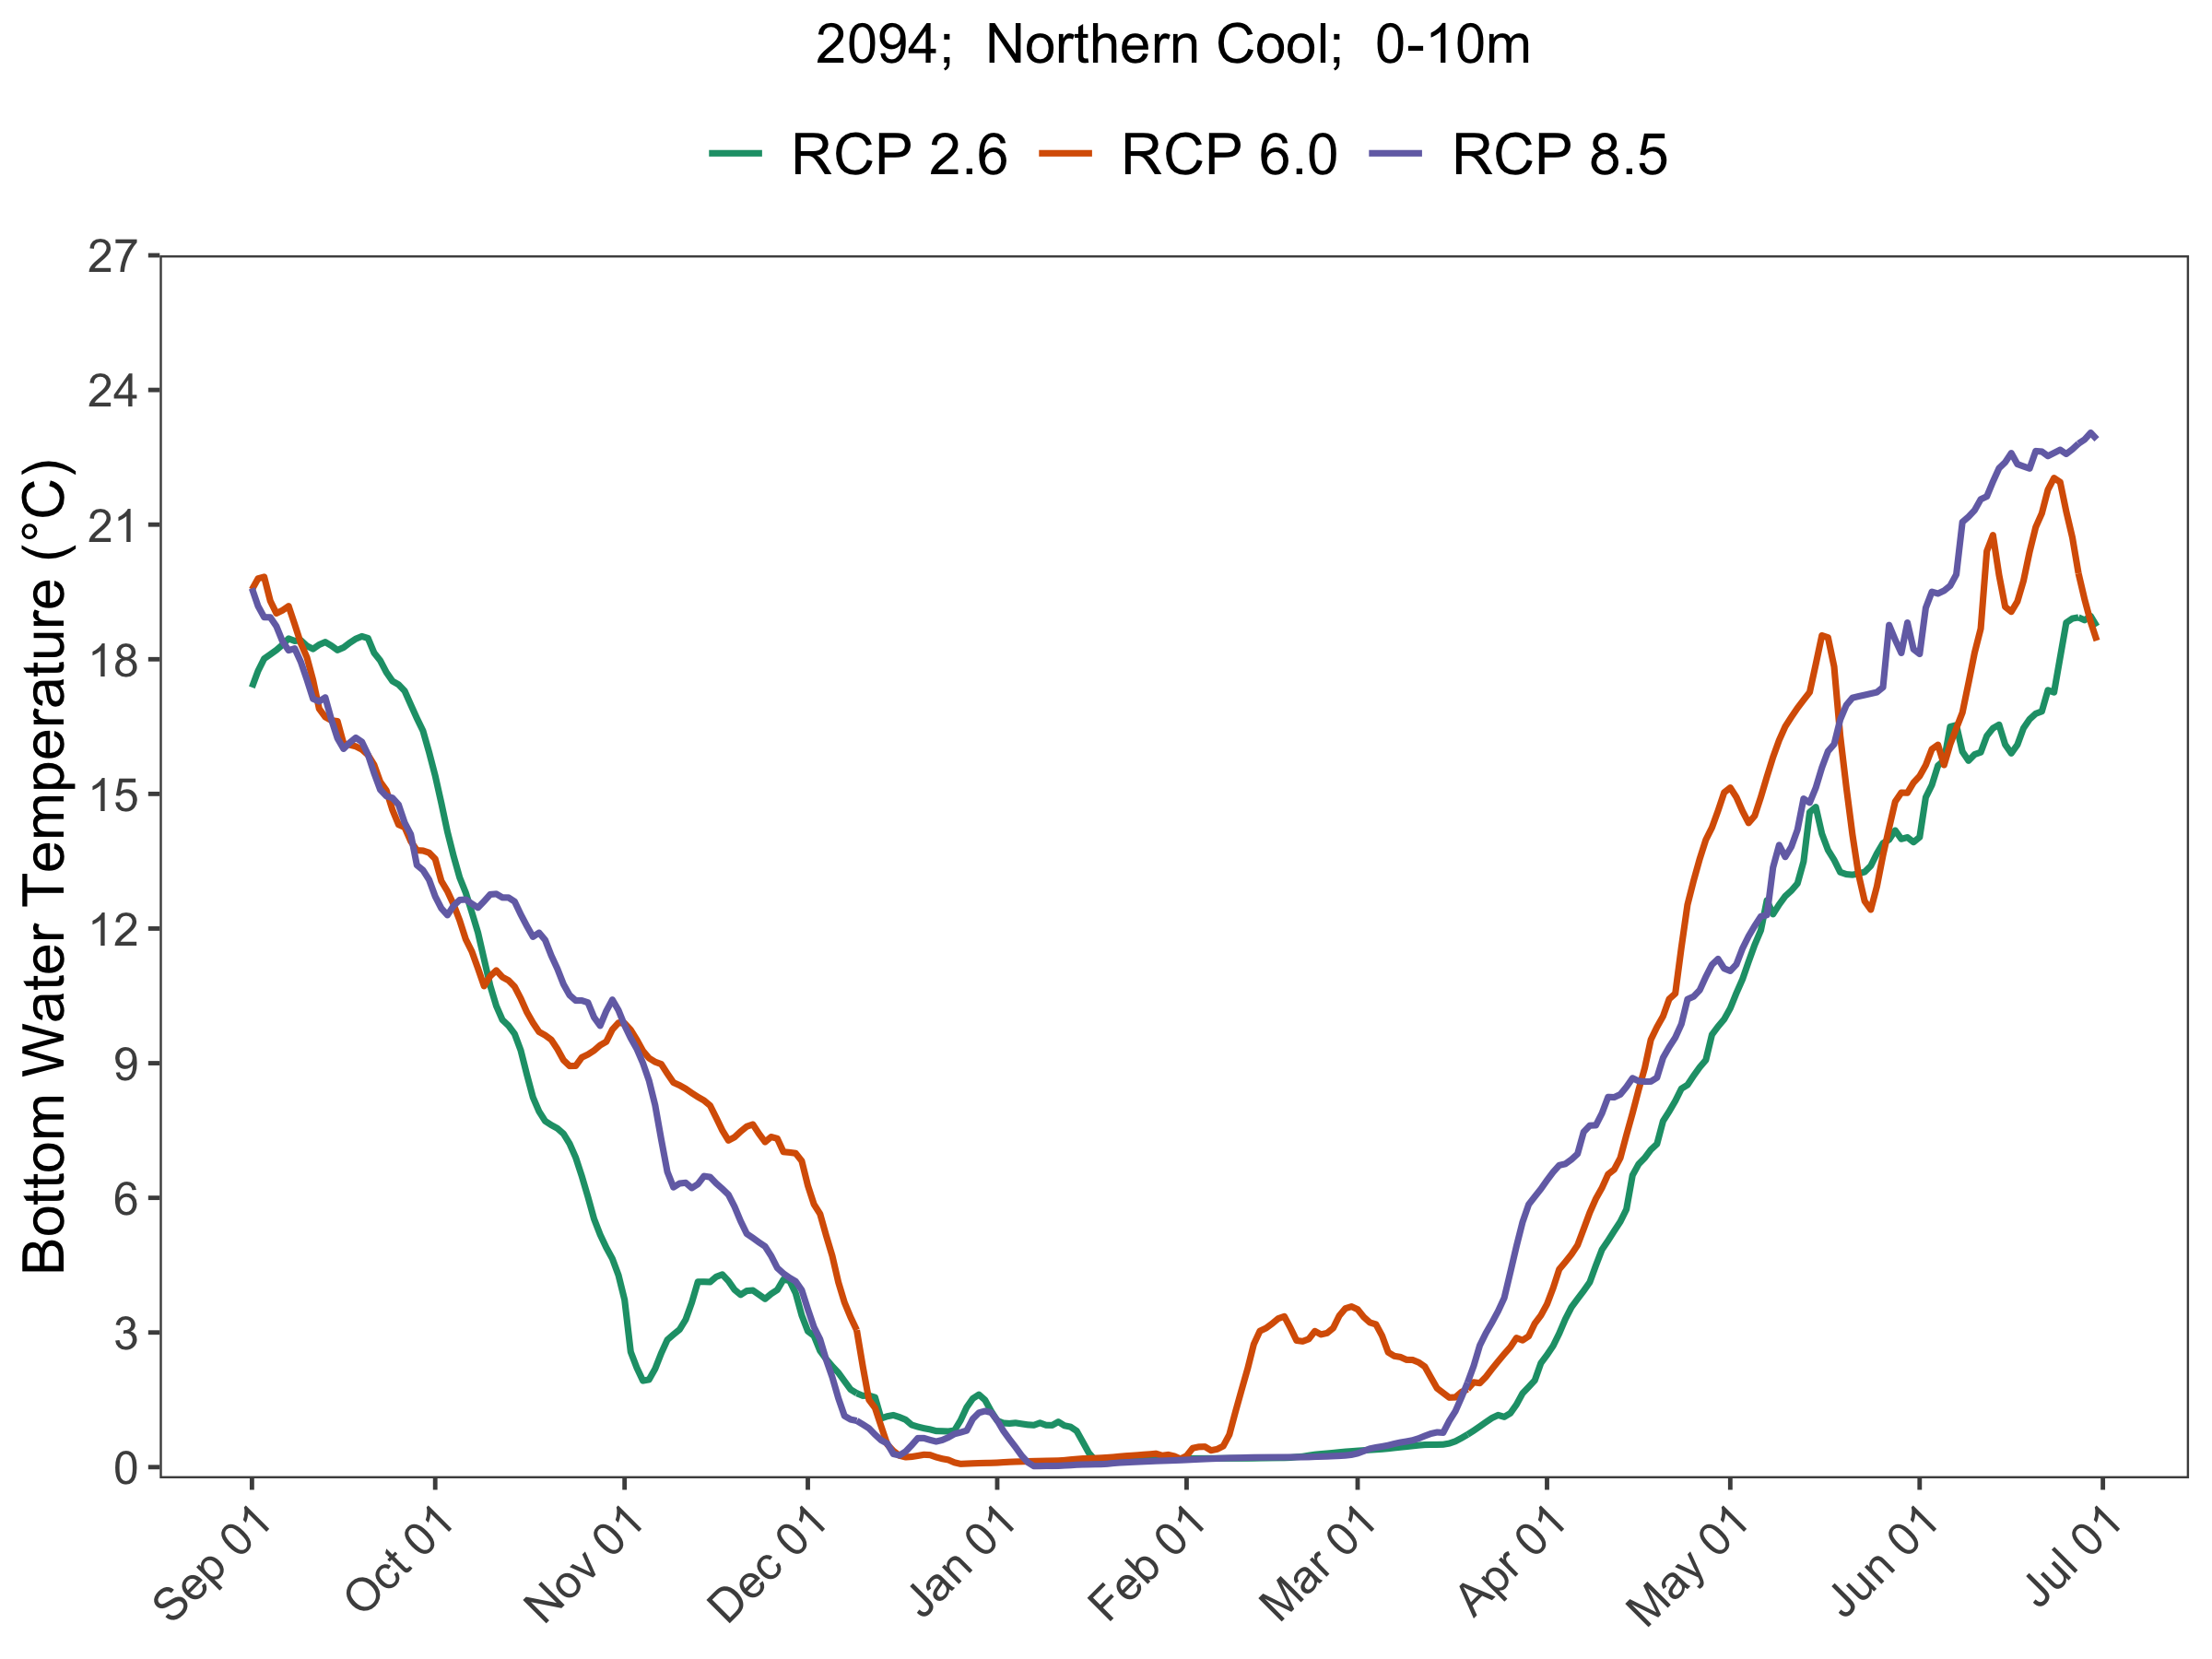 2094;  Northern Cool;  0-10m
RCP 2.6 RCP 6.0 RCP 8.5
Bottom Water Temperature (°C)
27
24
21
18
15
12
9
6
3
0
Sep 01 Oct 01 Nov 01 Dec 01 Jan 01 Feb 01 Mar 01 Apr 01 May 01 Jun 01 Jul 01